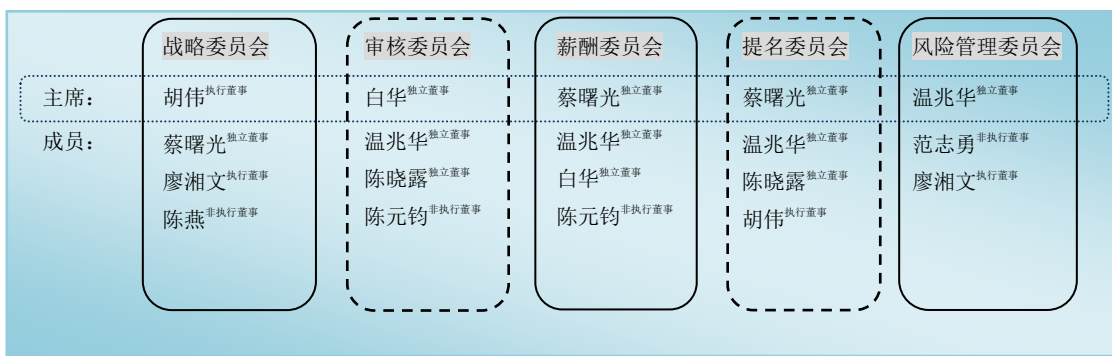 战略委员会 审核委员会 薪酬委员会 提名委员会 风险管理委员会
主席： 胡伟执行董事 白华独立董事 蔡曙光独立董事 蔡曙光独立董事 温兆华独立董事
成员： 蔡曙光独立董事 温兆华独立董事 温兆华独立董事 温兆华独立董事 范志勇非执行董事
廖湘文执行董事 陈晓露独立董事 白华独立董事 陈晓露独立董事 廖湘文执行董事
陈燕非执行董事 陈元钧非执行董事 陈元钧非执行董事 胡伟执行董事